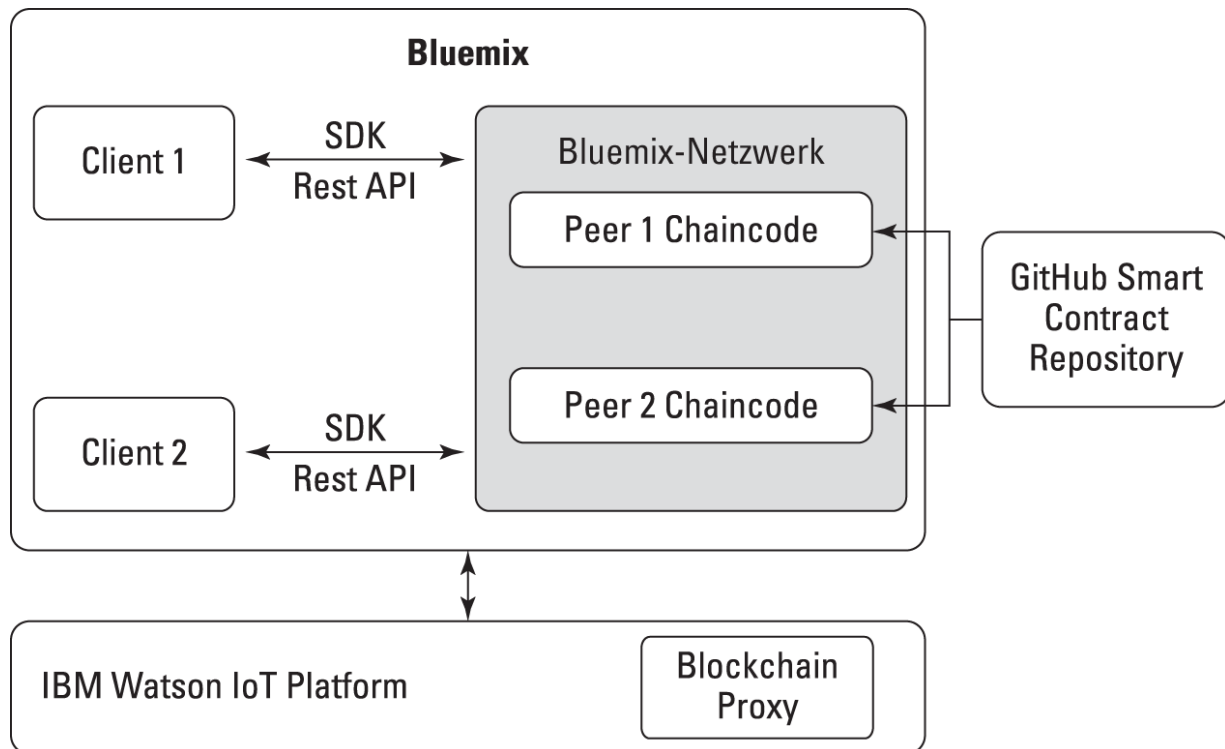 Bluemix
Client 1
SDK
Rest API
Bluemix-Netzwerk
Peer 1 Chaincode
GitHub Smart
Contract
Repository
Peer 2 Chaincode
Client 2
SDK
Rest API
IBM Watson IoT Platform
Blockchain
Proxy